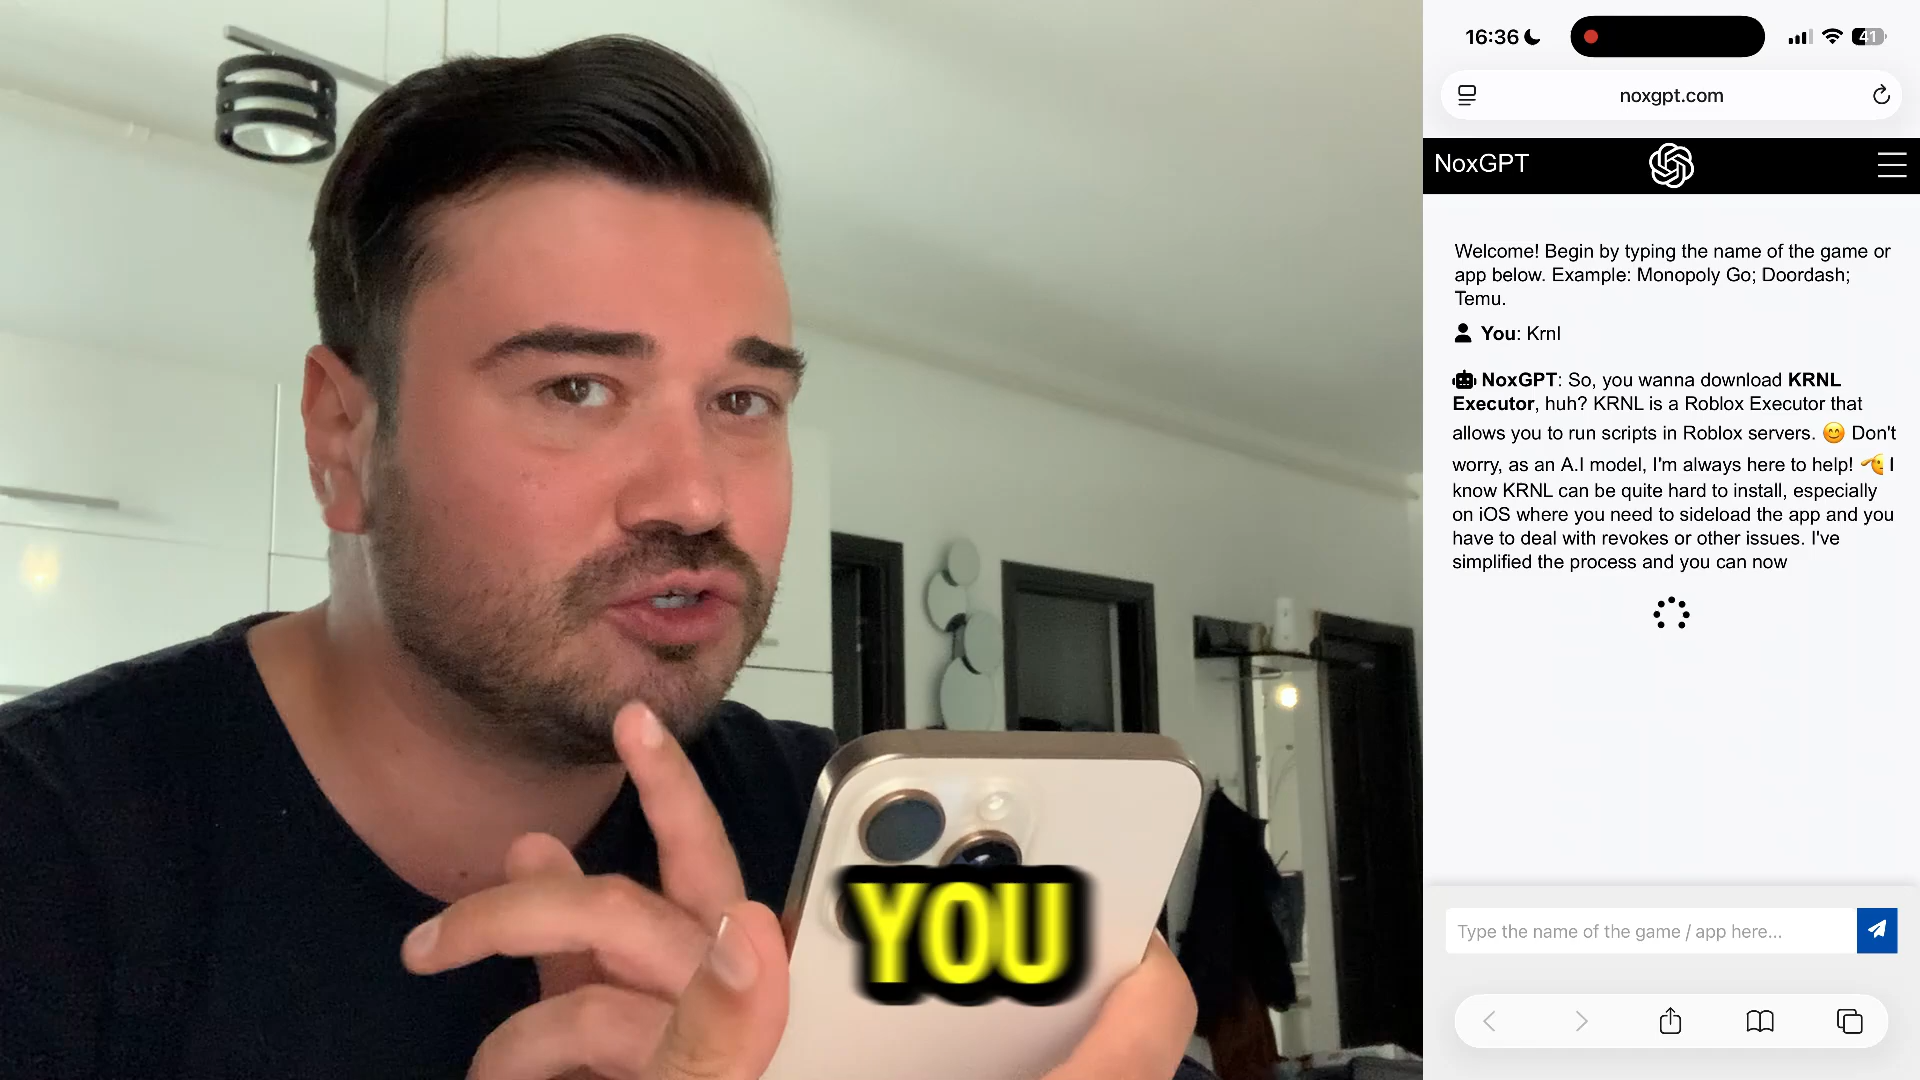 16:36
41
noxgpt.com
NoxGPT
Welcome! Begin by typing the name of the game or
app below. Example: Monopoly Go; Doordash;
Temu.
You: Krnl
NoxGPT: So, you wanna download KRNL
Executor, huh? KRNL is a Roblox Executor that
allows you to run scripts in Roblox servers. 😊 Don't
worry, as an A.I model, I'm always here to help! 🫡 I
know KRNL can be quite hard to install, especially
on iOS where you need to sideload the app and you
have to deal with revokes or other issues. I've
simplified the process and you can now
Type the name of the game / app here...
YOU